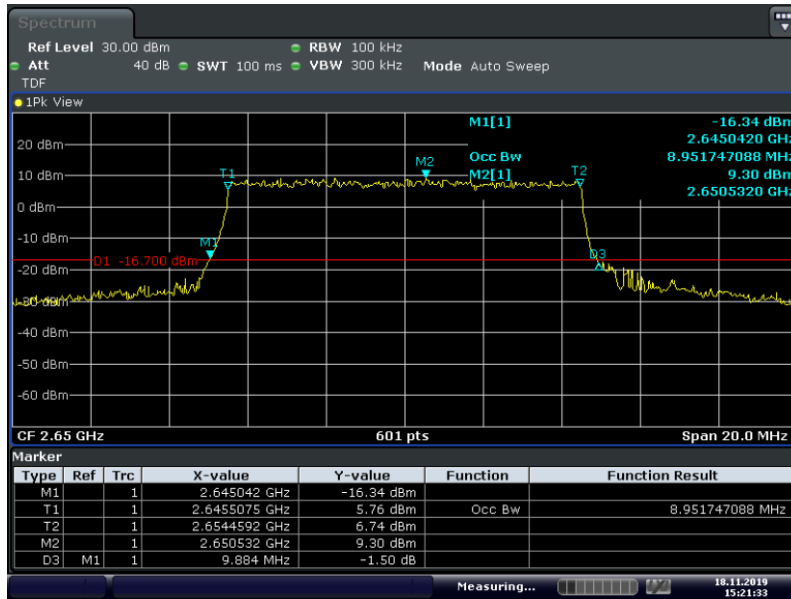 Spectrum
Ref Level 30.00 dBm RBW 100 kHz
Att 40 dB SWT 100 ms VBW 300 kHz Mode Auto Sweep
TDF
1Pk View
M1[1] -16.34 dBm
2.6450420 GHz
Occ Bw 8.951747088 MHz
M2[1] 9.30 dBm
2.6505320 GHz
20 dBm
10 dBm
0 dBm
-10 dBm
-20 dBm
-30 dBm
-40 dBm
-50 dBm
-60 dBm
T1
M2
T2
M1
D1 -16.700 dBm
D3
CF 2.65 GHz 601 pts Span 20.0 MHz
Marker
Type Ref Trc X-value Y-value Function Function Result
M1 1 2.645042 GHz -16.34 dBm
T1 1 2.6455075 GHz 5.76 dBm Occ Bw 8.951747088 MHz
T2 1 2.6544592 GHz 6.74 dBm
M2 1 2.650532 GHz 9.30 dBm
D3 M1 1 9.884 MHz -1.50 dB
Measuring... 18.11.2019
15:21:33